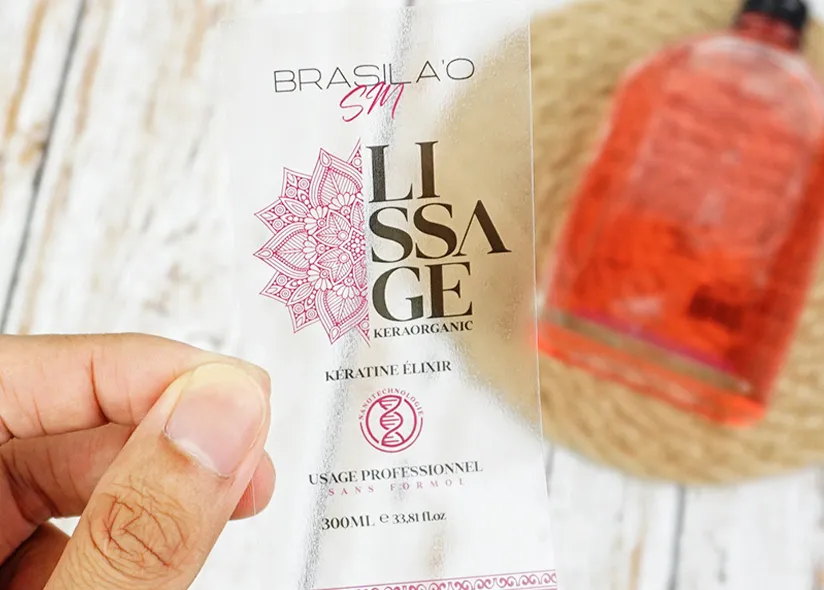 BRASILA'O
SM
LI
SSA
GE
KERAORGANIC
KÉRATINE ÉLIXIR
NANOTECHNOLOGIE
USAGE PROFESSIONNEL
SANS FORMOL
300ML ℮ 33,81 fl.oz